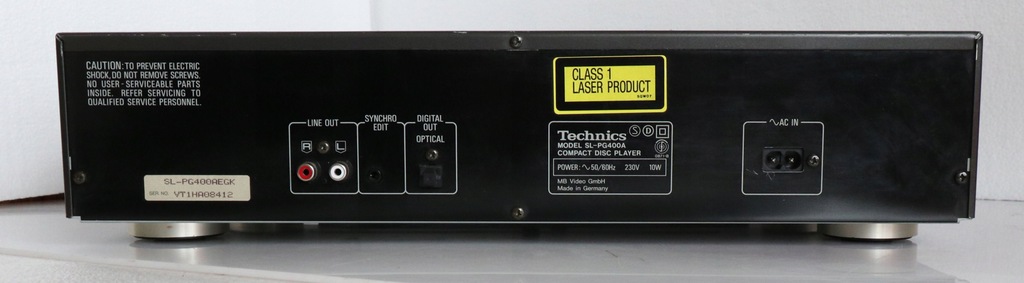 CAUTION: TO PREVENT ELECTRIC
SHOCK, DO NOT REMOVE SCREWS.
NO USER-SERVICEABLE PARTS
INSIDE. REFER SERVICING TO
QUALIFIED SERVICE PERSONNEL.
SL-PG400AEGK
SER NO. VT1HA08412
LINE OUT
R L
SYNCHRO
EDIT
DIGITAL
OUT
OPTICAL
CLASS 1
LASER PRODUCT
Technics S D
MODEL SL-PG400A
COMPACT DISC PLAYER
POWER: ∿ 50/60Hz 230V 10W
MB Video GmbH
Made in Germany
∿ AC IN